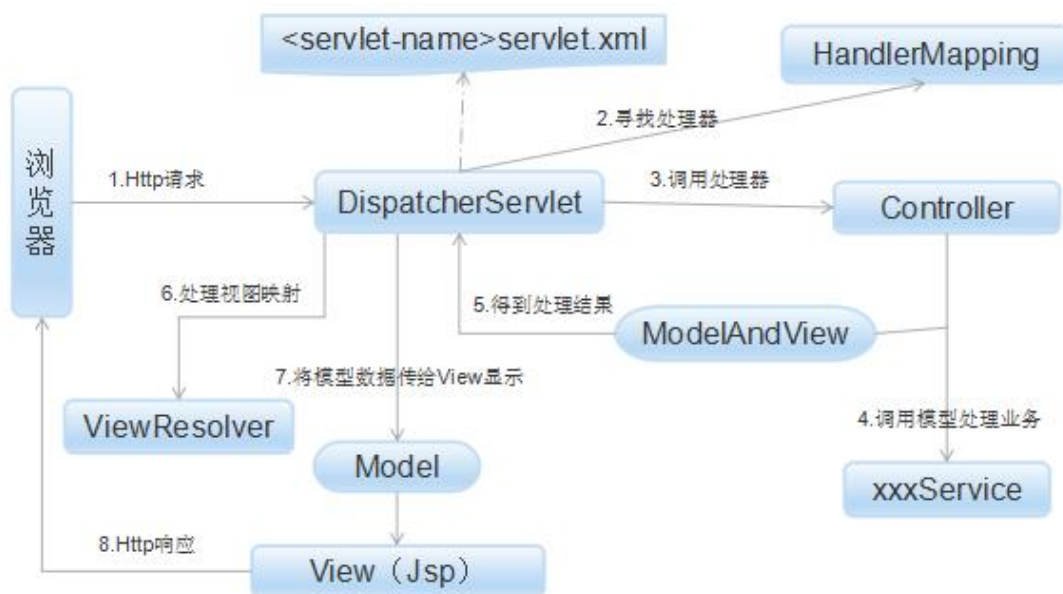 <servlet-name>servlet.xml
HandlerMapping
2.寻找处理器
浏览器
1.Http请求
3.调用处理器
DispatcherServlet
Controller
6.处理视图映射
5.得到处理结果
ModelAndView
7.将模型数据传给View显示
ViewResolver
4.调用模型处理业务
Model
xxxService
8.Http响应
View（Jsp）